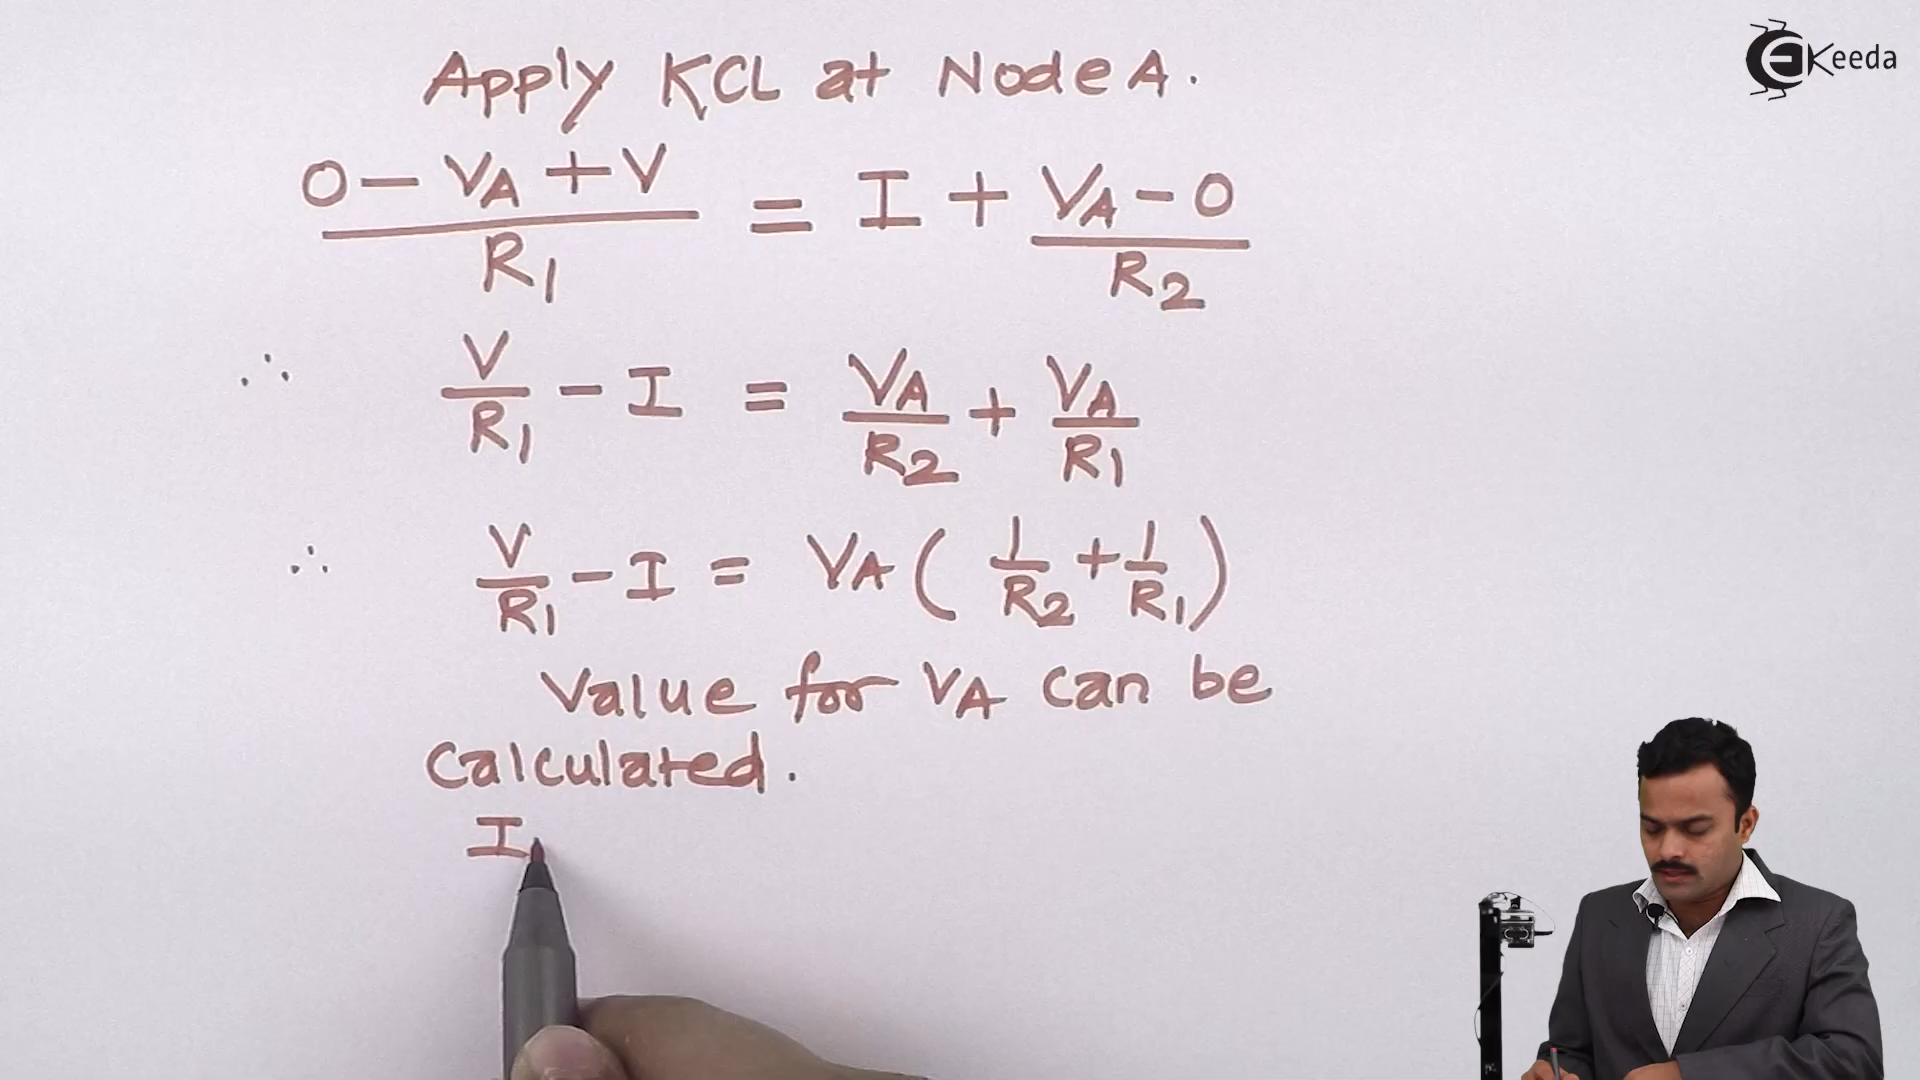 Keeda
Apply KCL at Node A.
0 - VA + V / R1 = I + VA - 0 / R2
∴ V/R1 - I = VA/R2 + VA/R1
∴ V/R1 - I = VA ( 1/R2 + 1/R1 )
Value for VA can be
Calculated.
I